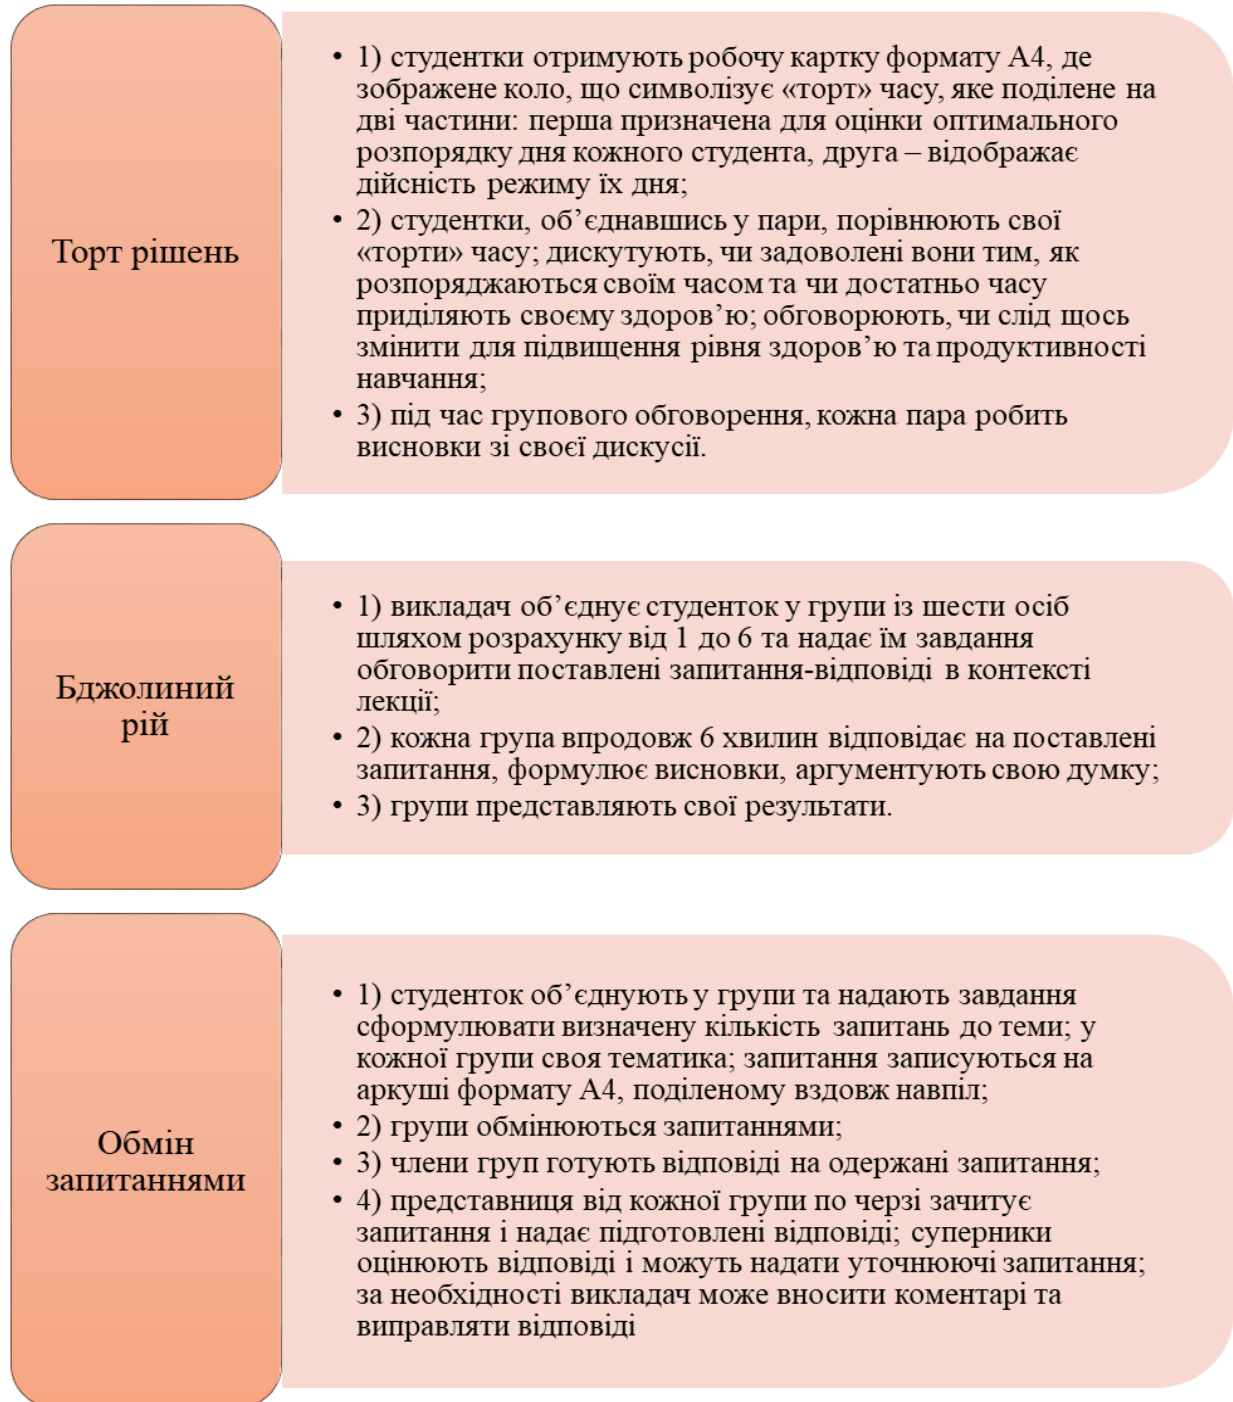 Торт рішень
• 1) студентки отримують робочу картку формату А4, де
зображене коло, що символізує «торт» часу, яке поділене на
дві частини: перша призначена для оцінки оптимального
розпорядку дня кожного студента, друга – відображає
дійсність режиму їх дня;
• 2) студентки, об’єднавшись у пари, порівнюють свої
«торти» часу; дискутують, чи задоволені вони тим, як
розпоряджаються своїм часом та чи достатньо часу
приділяють своєму здоров’ю; обговорюють, чи слід щось
змінити для підвищення рівня здоров’ю та продуктивності
навчання;
• 3) під час групового обговорення, кожна пара робить
висновки зі своєї дискусії.
Бджолиний
рій
• 1) викладач об’єднує студенток у групи із шести осіб
шляхом розрахунку від 1 до 6 та надає їм завдання
обговорити поставлені запитання-відповіді в контексті
лекції;
• 2) кожна група впродовж 6 хвилин відповідає на поставлені
запитання, формулює висновки, аргументують свою думку;
• 3) групи представляють свої результати.
Обмін
запитаннями
• 1) студенток об’єднують у групи та надають завдання
сформулювати визначену кількість запитань до теми; у
кожної групи своя тематика; запитання записуються на
аркуші формату А4, поділеному вздовж навпіл;
• 2) групи обмінюються запитаннями;
• 3) члени груп готують відповіді на одержані запитання;
• 4) представниця від кожної групи по черзі зачитує
запитання і надає підготовлені відповіді; суперники
оцінюють відповіді і можуть надати уточнюючі запитання;
за необхідності викладач може вносити коментарі та
виправляти відповіді